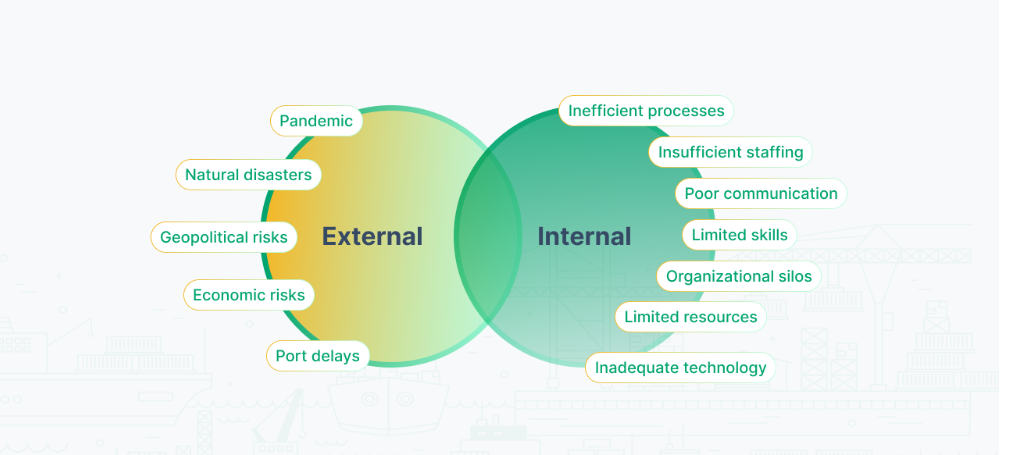 Pandemic
Natural disasters
Geopolitical risks
Economic risks
Port delays
External
Internal
Inefficient processes
Insufficient staffing
Poor communication
Limited skills
Organizational silos
Limited resources
Inadequate technology